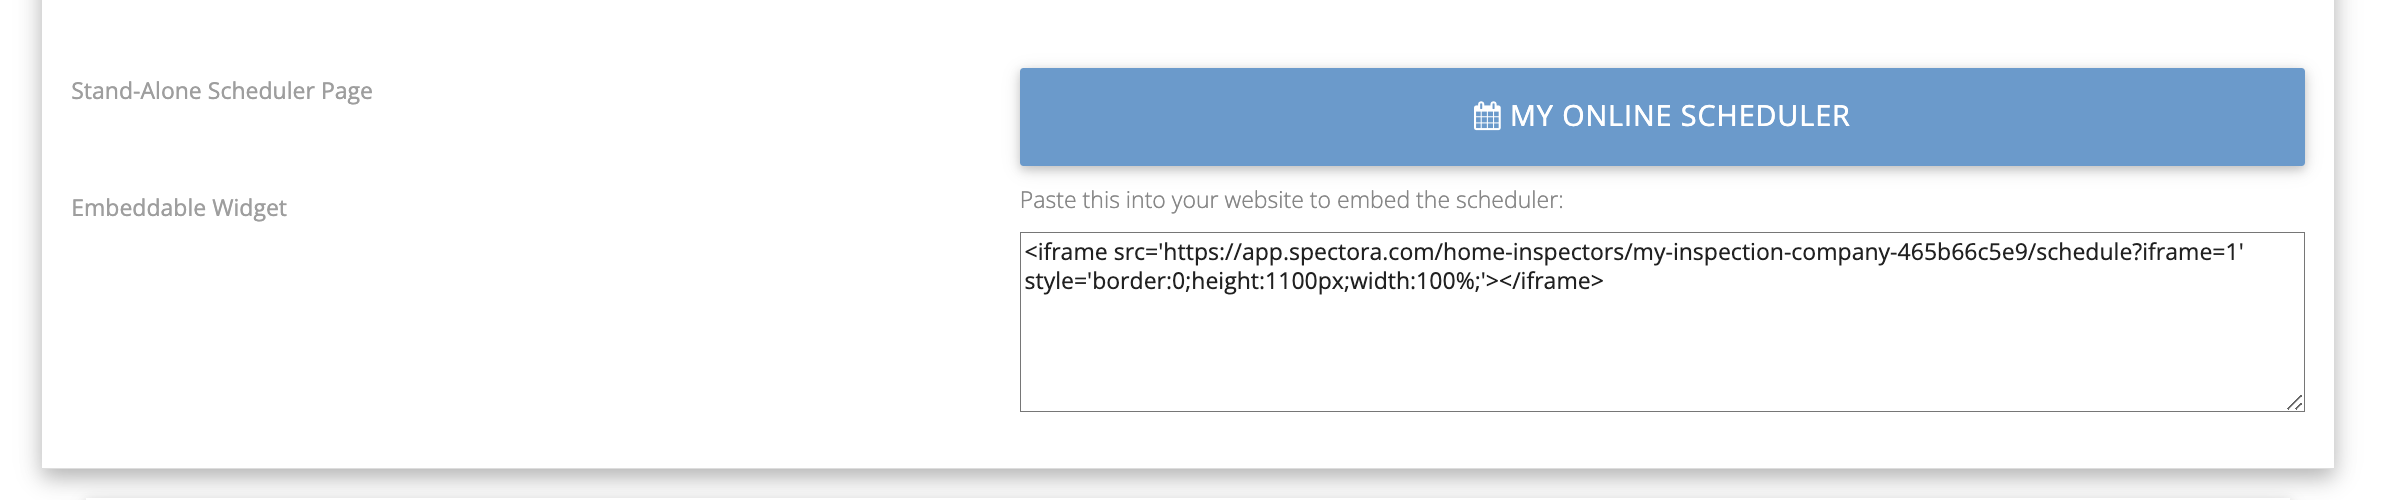 Stand-Alone Scheduler Page
MY ONLINE SCHEDULER
Embeddable Widget
Paste this into your website to embed the scheduler:
<iframe src='https://app.spectora.com/home-inspectors/my-inspection-company-465b66c5e9/schedule?iframe=1'
style='border:0;height:1100px;width:100%;'></iframe>